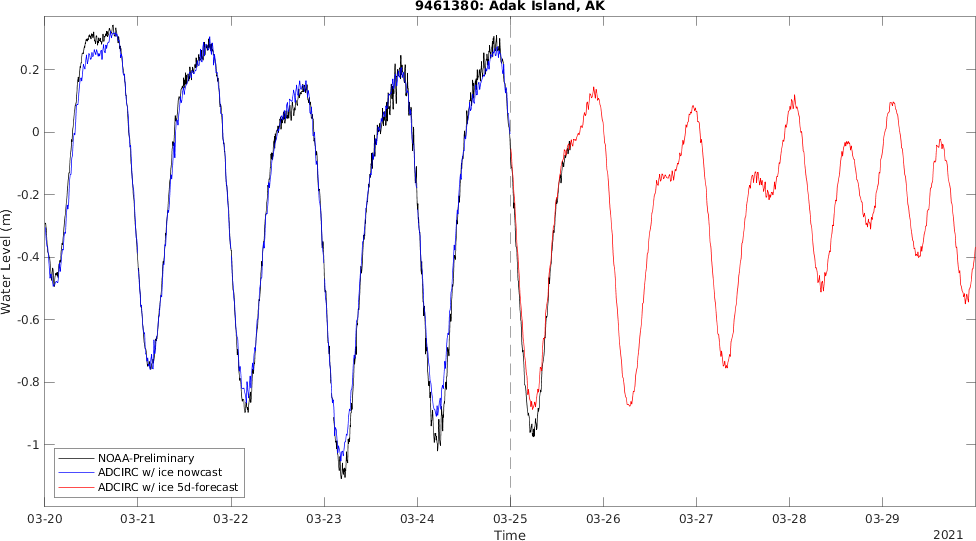 9461380: Adak Island, AK
0.2
0
-0.2
-0.4
-0.6
-0.8
-1
Water Level (m)
NOAA-Preliminary
ADCIRC w/ ice nowcast
ADCIRC w/ ice 5d-forecast
03-20 03-21 03-22 03-23 03-24 03-25 03-26 03-27 03-28 03-29
Time
2021